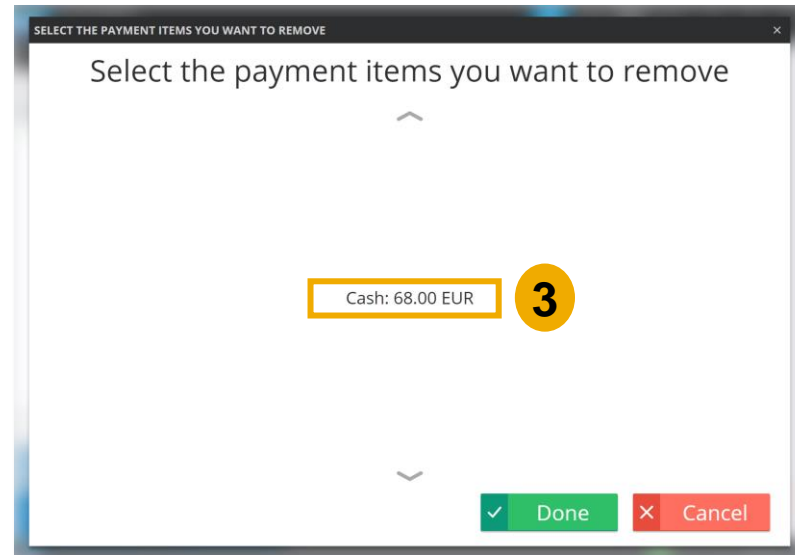 SELECT THE PAYMENT ITEMS YOU WANT TO REMOVE ×
Select the payment items you want to remove
Cash: 68.00 EUR 3
Done Cancel